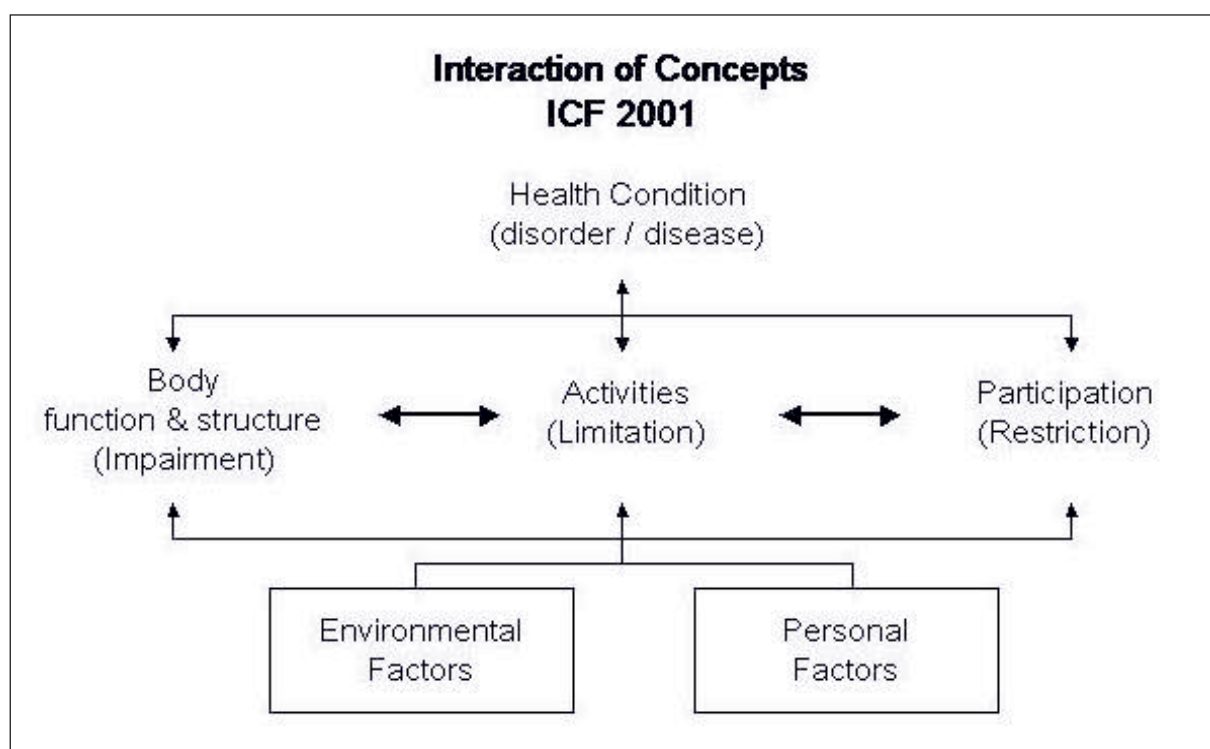 Interaction of Concepts
ICF 2001
Health Condition
(disorder / disease)
Body
function & structure
(Impairment)
Activities
(Limitation)
Participation
(Restriction)
Environmental
Factors
Personal
Factors